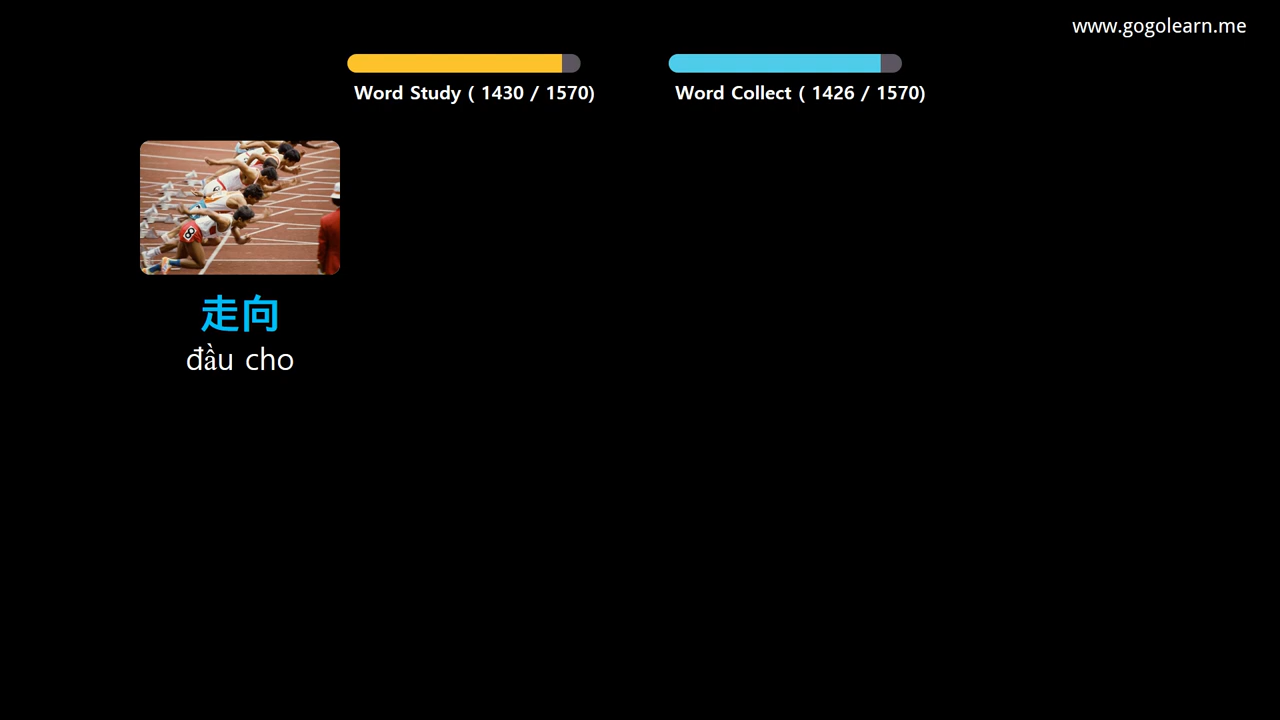 www.gogolearn.me
Word Study ( 1430 / 1570)
Word Collect ( 1426 / 1570)
走向
đầu cho